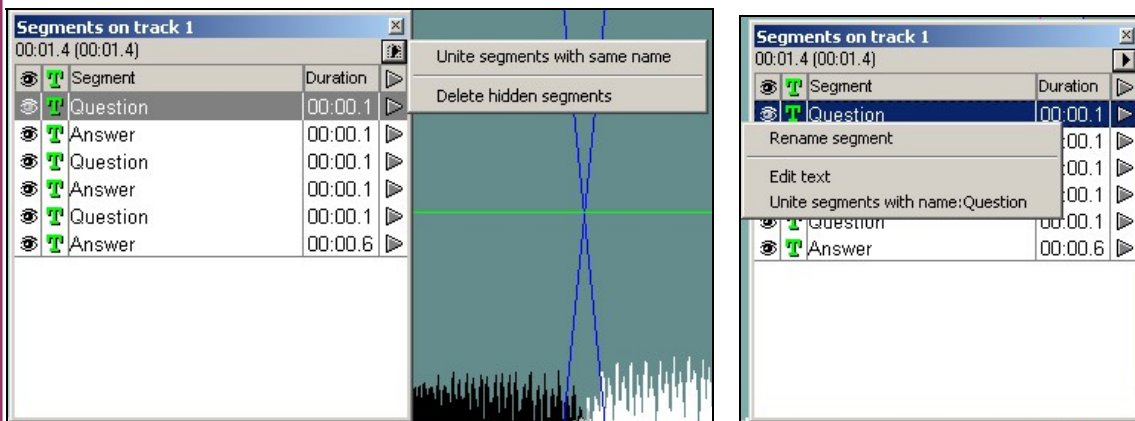 Segments on track 1
00:01.4 (00:01.4)
T Segment Duration
T Question 00:00.1
T Answer 00:00.1
T Question 00:00.1
T Answer 00:00.1
T Question 00:00.1
T Answer 00:00.6
Unite segments with same name
Delete hidden segments
Segments on track 1
00:01.4 (00:01.4)
T Segment Duration
T Question 00:00.1
Rename segment
Edit text
Unite segments with name:Question
:00.1
:00.1
:00.1
T Question 00:00.1
T Answer 00:00.6